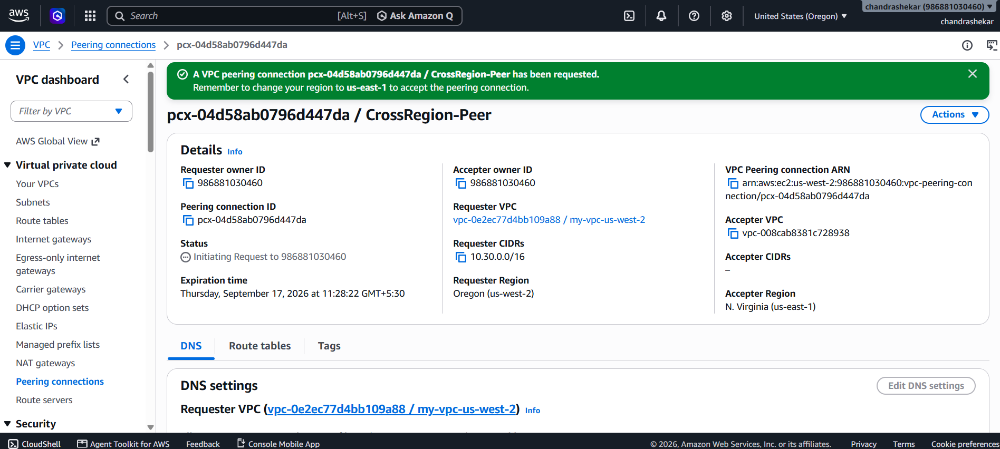 aws
Search
[Alt+S]
Ask Amazon Q
United States (Oregon)
chandrashekar (986881030460)
chandrashekar
VPC
Peering connections
pcx-04d58ab0796d447da
VPC dashboard
Filter by VPC
AWS Global View
Virtual private cloud
Your VPCs
Subnets
Route tables
Internet gateways
Egress-only internet
gateways
Carrier gateways
DHCP option sets
Elastic IPs
Managed prefix lists
NAT gateways
Peering connections
Route servers
Security
A VPC peering connection pcx-04d58ab0796d447da / CrossRegion-Peer has been requested.
Remember to change your region to us-east-1 to accept the peering connection.
pcx-04d58ab0796d447da / CrossRegion-Peer
Actions
Details Info
Requester owner ID
986881030460
Peering connection ID
pcx-04d58ab0796d447da
Status
Initiating Request to 986881030460
Expiration time
Thursday, September 17, 2026 at 11:28:22 GMT+5:30
Accepter owner ID
986881030460
Requester VPC
vpc-0e2ec77d4bb109a88 / my-vpc-us-west-2
Requester CIDRs
10.30.0.0/16
Requester Region
Oregon (us-west-2)
VPC Peering connection ARN
arn:aws:ec2:us-west-2:986881030460:vpc-peering-con
nection/pcx-04d58ab0796d447da
Accepter VPC
vpc-008cab8381c728938
Accepter CIDRs
–
Accepter Region
N. Virginia (us-east-1)
DNS
Route tables
Tags
DNS settings
Edit DNS settings
Requester VPC (vpc-0e2ec77d4bb109a88 / my-vpc-us-west-2) Info
CloudShell
Agent Toolkit for AWS
Feedback
Console Mobile App
© 2026, Amazon Web Services, Inc. or its affiliates.
Privacy
Terms
Cookie preferences